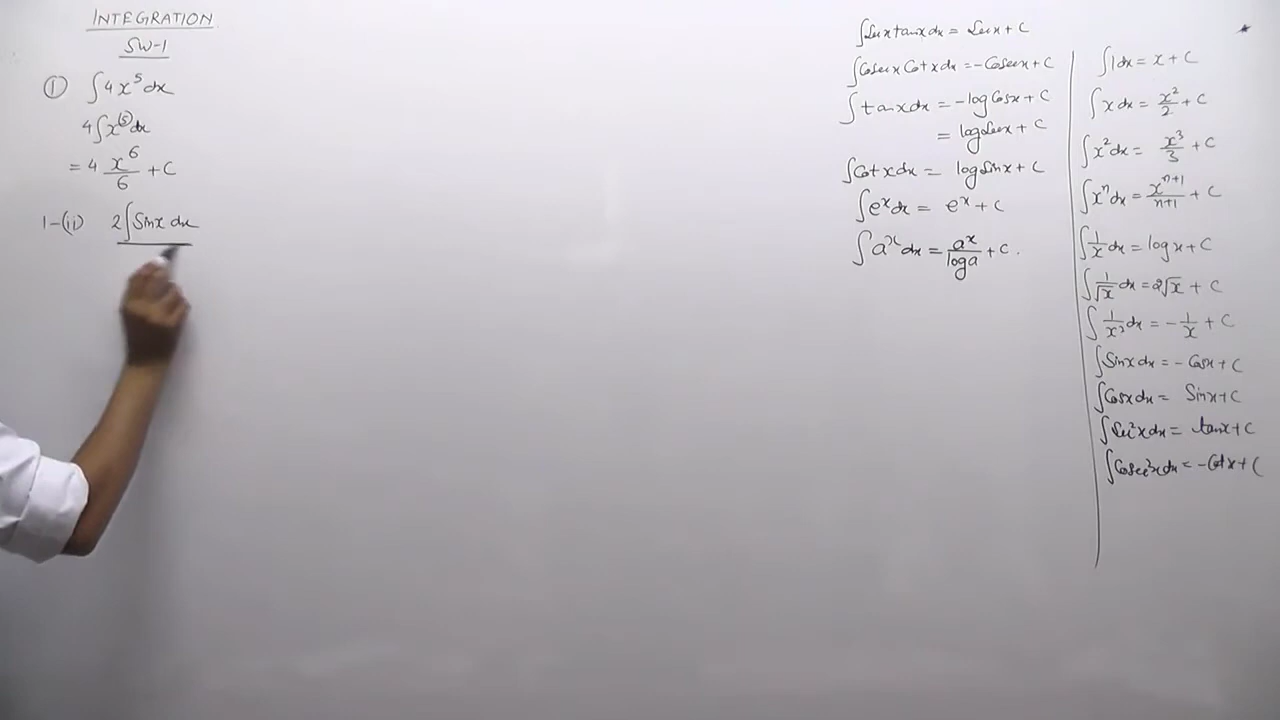 INTEGRATION
SW-1
① ∫4x⁵dx
4∫x⁽⁵⁾dx
= 4 x⁶/6 + C
1-(ii) 2∫Sinx dx
∫Secx tanx dx = Secx + C
∫Cosecx Cotx dx = -Cosecx + C
∫tanx dx = -log Cosx + C
= log Secx + C
∫Cotx dx = log Sinx + C
∫eˣdx = eˣ + C
∫aˣdx = aˣ/loga + C.
∫1dx = x + C
∫x dx = x²/2 + C
∫x²dx = x³/3 + C
∫xⁿdx = xⁿ⁺¹/n+1 + C
∫1/x dx = log x + C
∫1/√x dx = 2√x + C
∫1/x² dx = -1/x + C
∫Sinx dx = -Cosx + C
∫Cosx dx = Sinx + C
∫Sec²x dx = tanx + C
∫Cosec²x dx = -Cotx + C